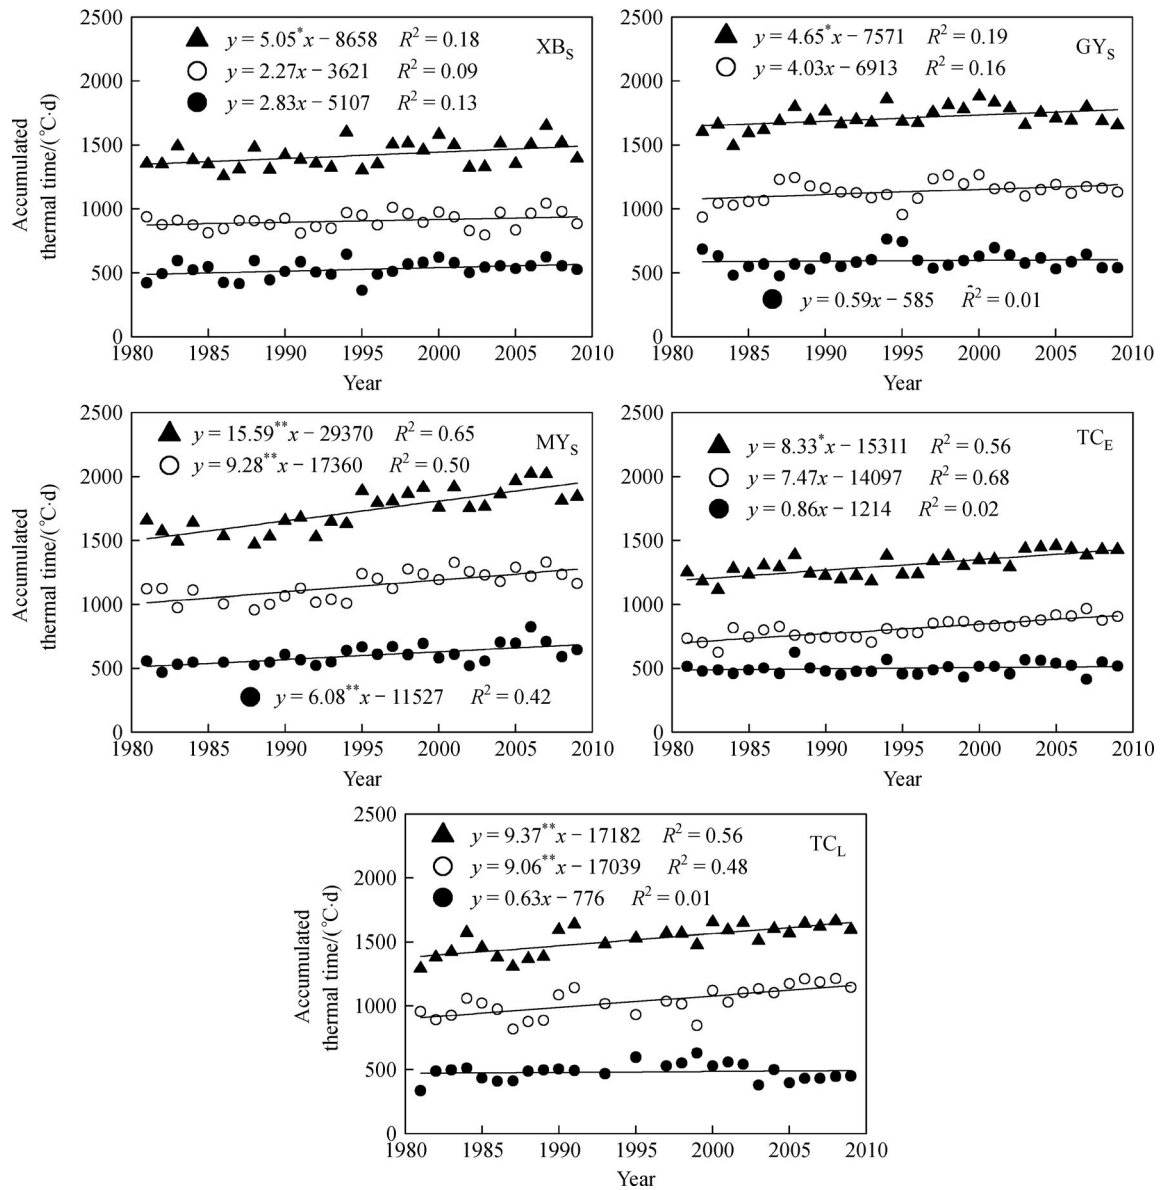 2500
2000
1500
1000
500
0
Accumulated
thermal time/(℃·d)
y = 5.05*x − 8658 R² = 0.18
y = 2.27x − 3621 R² = 0.09
y = 2.83x − 5107 R² = 0.13
XB_S
1980 1985 1990 1995 2000 2005 2010
Year
2500
2000
1500
1000
500
0
y = 4.65*x − 7571 R² = 0.19
y = 4.03x − 6913 R² = 0.16
GY_S
y = 0.59x − 585 R̂² = 0.01
1980 1985 1990 1995 2000 2005 2010
Year
2500
2000
1500
1000
500
0
Accumulated
thermal time/(℃·d)
y = 15.59**x − 29370 R² = 0.65
y = 9.28**x − 17360 R² = 0.50
MY_S
y = 6.08**x − 11527 R² = 0.42
1980 1985 1990 1995 2000 2005 2010
Year
2500
2000
1500
1000
500
0
y = 8.33*x − 15311 R² = 0.56
y = 7.47x − 14097 R² = 0.68
y = 0.86x − 1214 R² = 0.02
TC_E
1980 1985 1990 1995 2000 2005 2010
Year
2500
2000
1500
1000
500
0
Accumulated
thermal time/(℃·d)
y = 9.37**x − 17182 R² = 0.56
y = 9.06**x − 17039 R² = 0.48
y = 0.63x − 776 R² = 0.01
TC_L
1980 1985 1990 1995 2000 2005 2010
Year